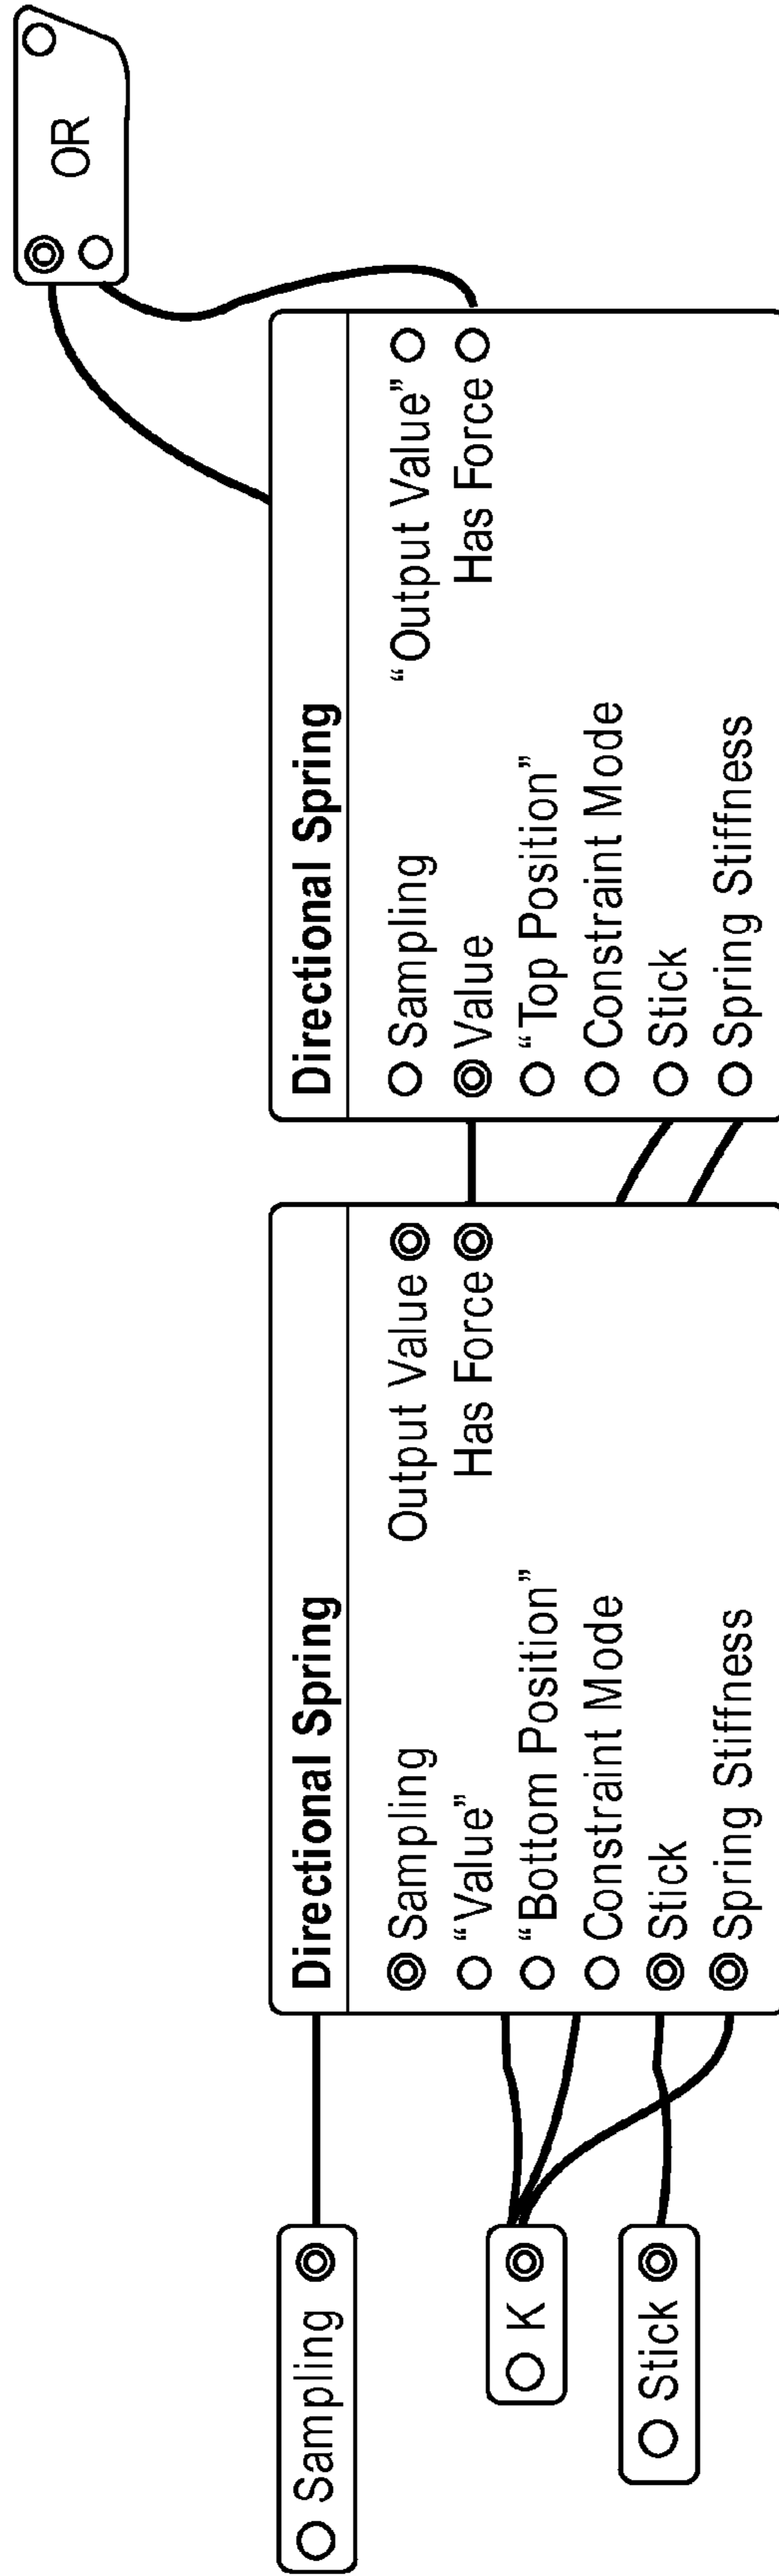 OR
Sampling
K
Stick
Directional Spring
Sampling
Output Value
"Value"
Has Force
"Bottom Position"
Constraint Mode
Stick
Spring Stiffness
Directional Spring
Sampling
"Output Value"
Value
Has Force
"Top Position"
Constraint Mode
Stick
Spring Stiffness